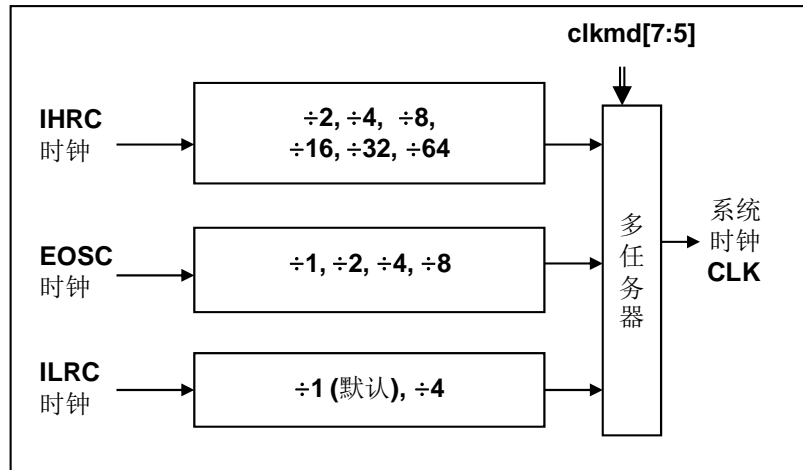 clkmd[7:5]
IHRC
时钟
÷2, ÷4, ÷8,
÷16, ÷32, ÷64
EOSC
时钟
÷1, ÷2, ÷4, ÷8
ILRC
时钟
÷1 (默认), ÷4
多
任
务
器
系统
时钟
CLK